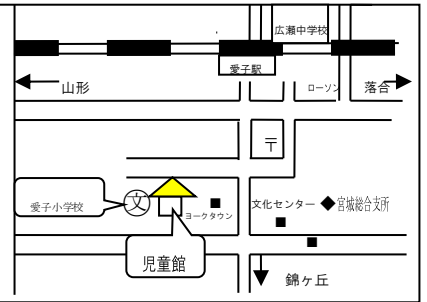 広瀬中学校
愛子駅
山形
ローソン
落合
〒
愛子小学校
文
ヨークタウン
文化センター
宮城総合支所
児童館
錦ヶ丘